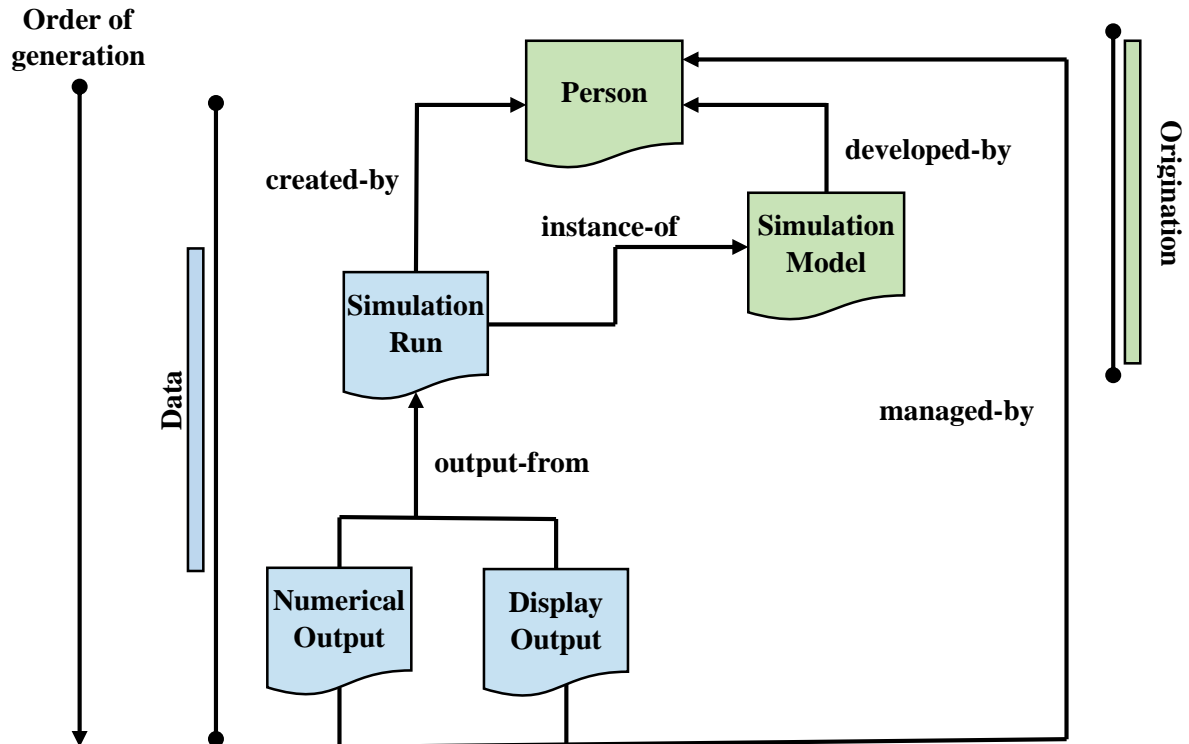 Order of
generation
Person
Origination
developed-by
created-by
instance-of
Simulation
Model
Simulation
Run
Data
managed-by
output-from
Numerical
Output
Display
Output